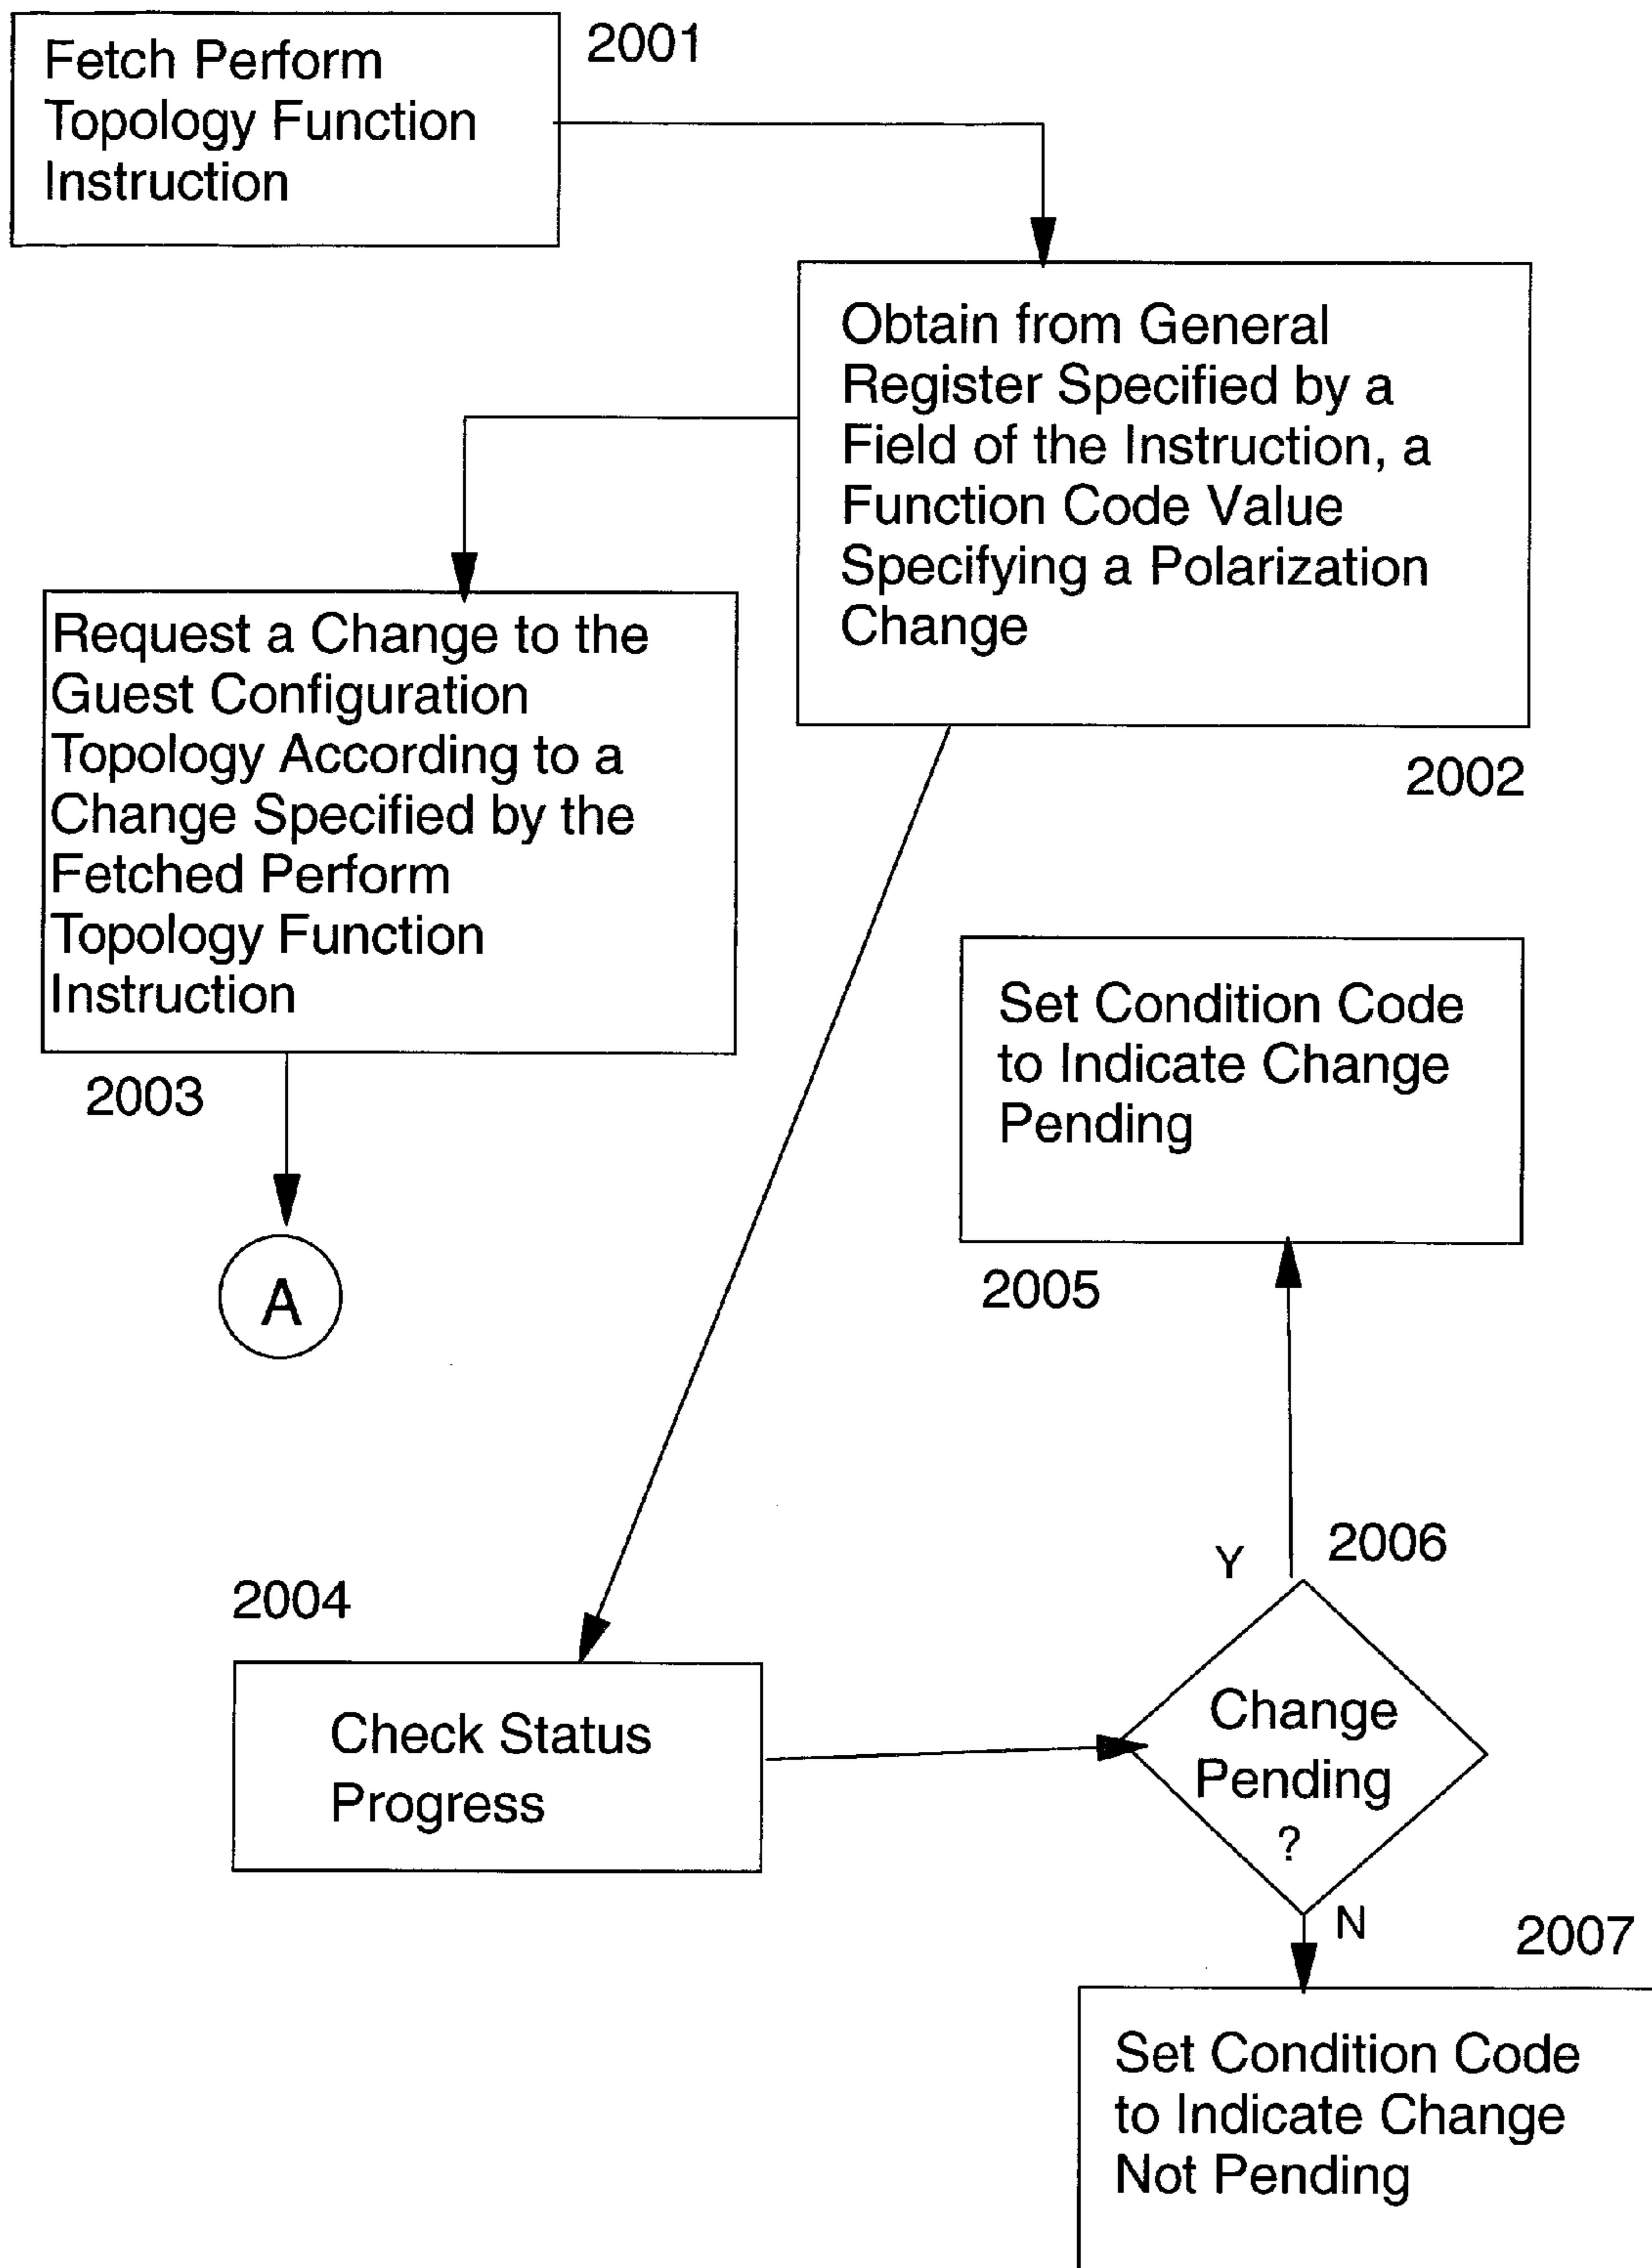 Fetch Perform
Topology Function
Instruction
2001
Obtain from General
Register Specified by a
Field of the Instruction, a
Function Code Value
Specifying a Polarization
Change
2002
Request a Change to the
Guest Configuration
Topology According to a
Change Specified by the
Fetched Perform
Topology Function
Instruction
2003
A
Set Condition Code
to Indicate Change
Pending
2005
2004
Check Status
Progress
Y
2006
Change
Pending
?
N
2007
Set Condition Code
to Indicate Change
Not Pending